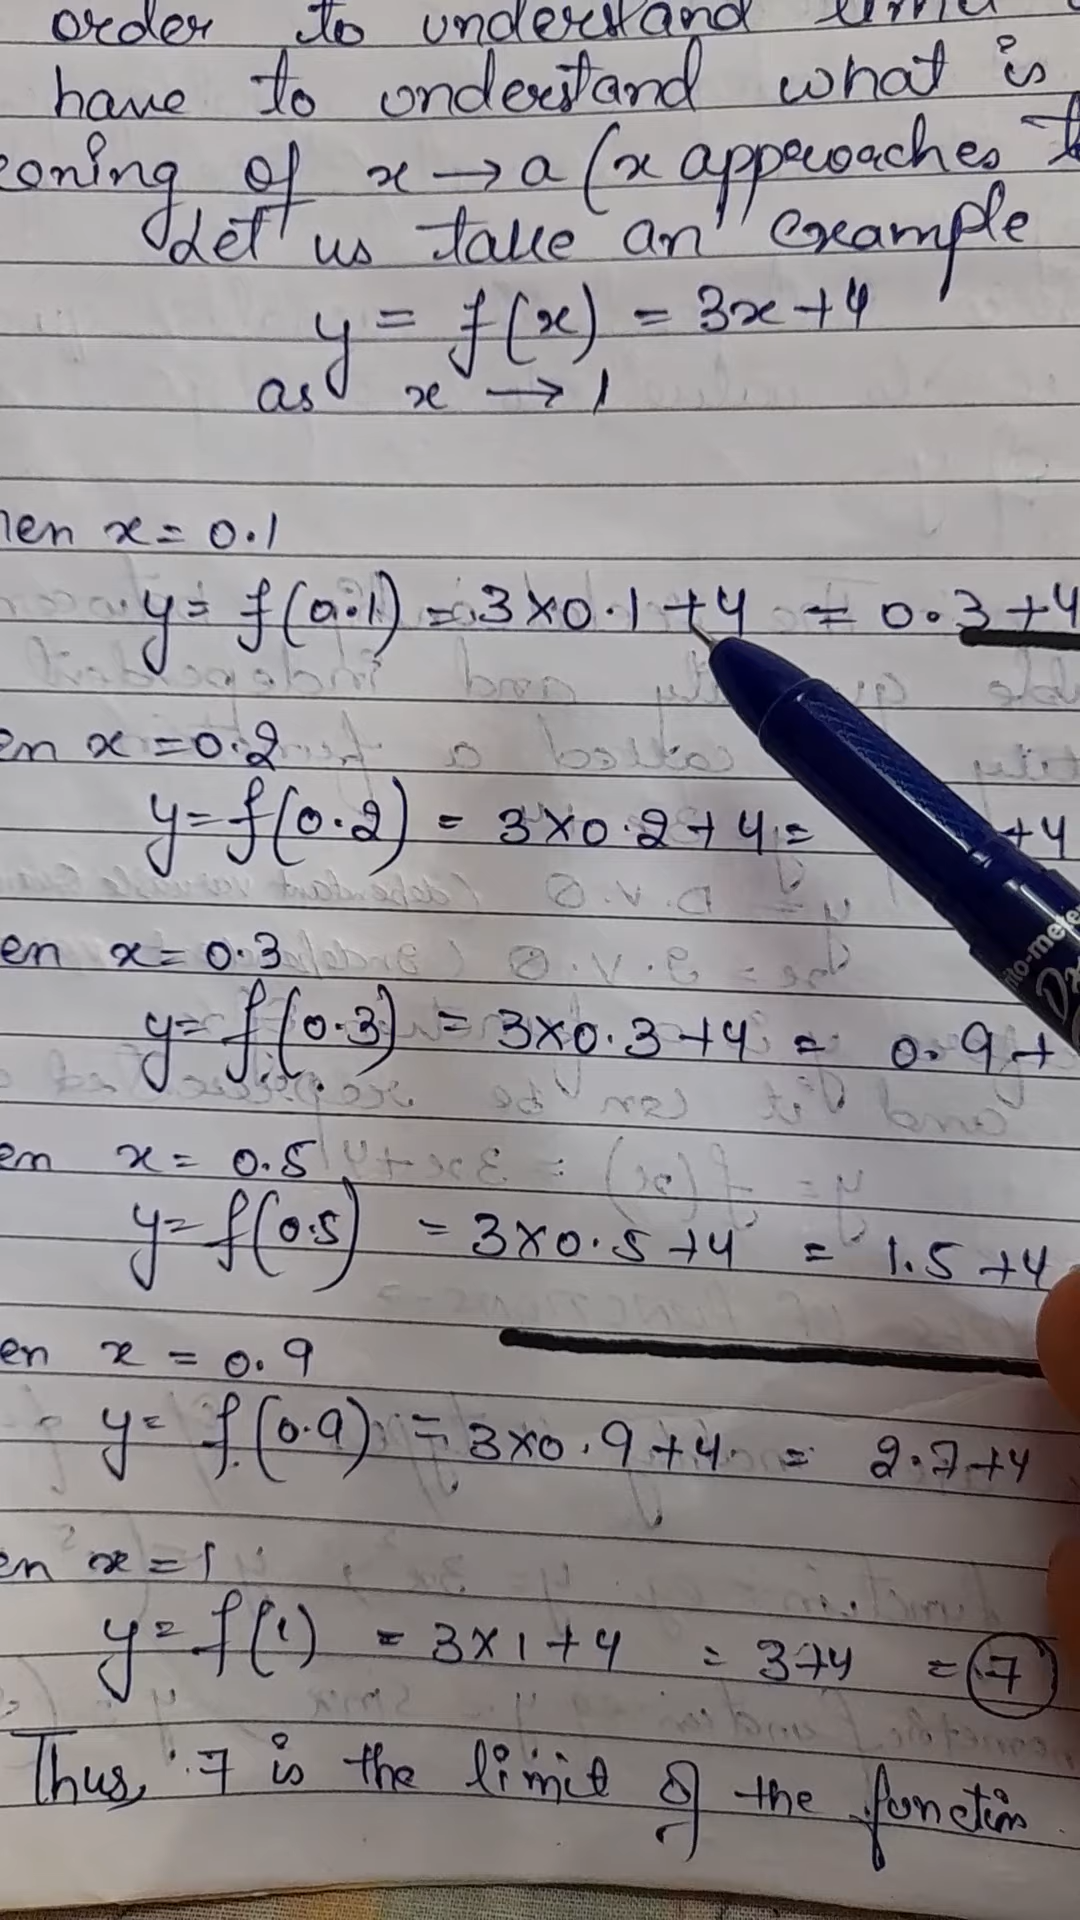 order to understand
have to understand what is
of x → a (x approaches
Let us take an example
y = f(x) = 3x+4
as x → 1
x = 0.1
y = f(0.1) = 3×0.1+4 = 0.3+4
x = 0.2
y = f(0.2) = 3×0.2+4 = +4
x = 0.3
y = f(0.3) = 3×0.3+4 = 0.9+
x = 0.5
y = f(0.5) = 3×0.5+4 = 1.5+4
x = 0.9
y = f(0.9) = 3×0.9+4 = 2.7+4
x = 1
y = f(1) = 3×1+4 = 3+4 = 7
Thus, 7 is the limit of the function